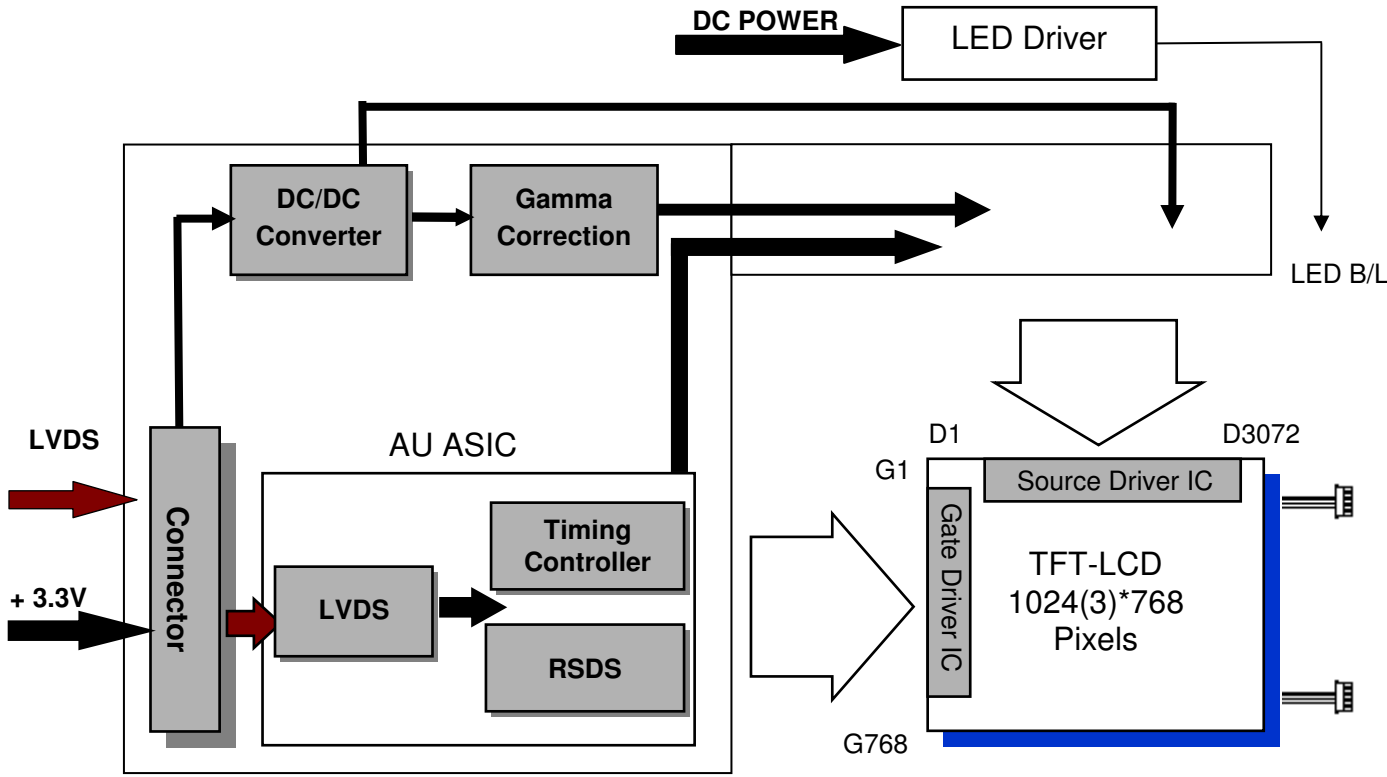 DC POWER
LED Driver
DC/DC
Converter
Gamma
Correction
LED B/L
LVDS
AU ASIC
D1
D3072
G1
Source Driver IC
Connector
Timing
Controller
Gate Driver IC
TFT-LCD
1024(3)*768
Pixels
+ 3.3V
LVDS
RSDS
G768